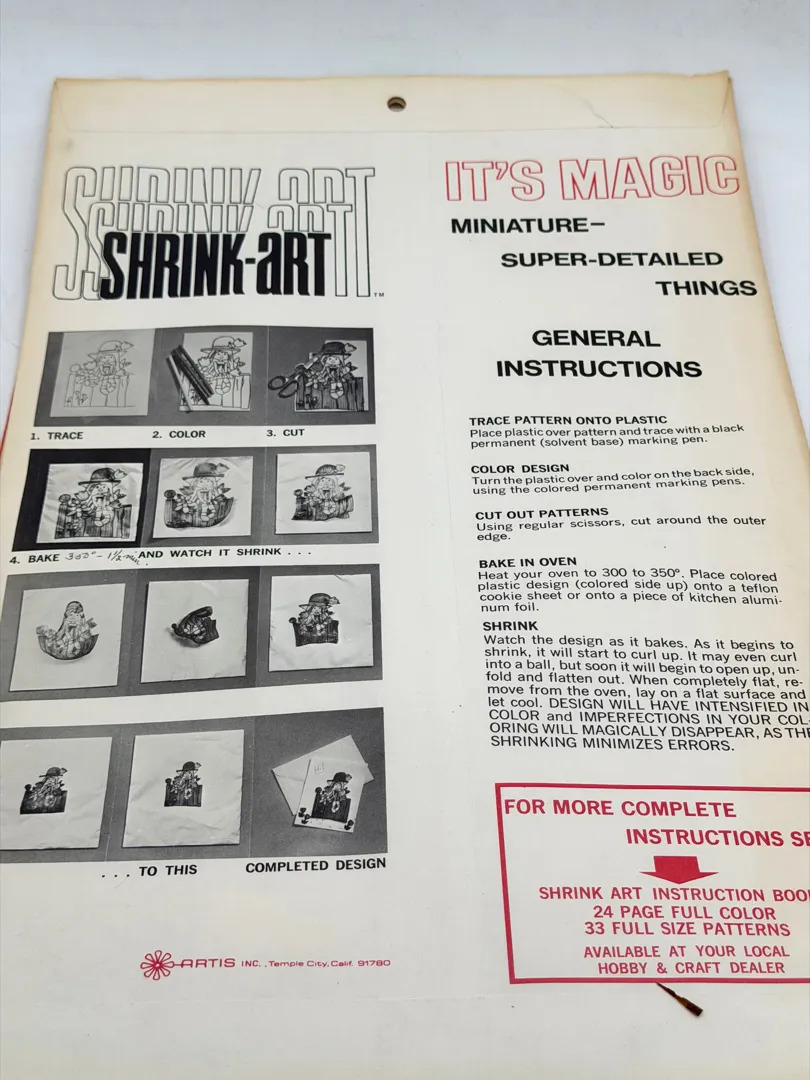 SHRINK-ART
SHRINK-ART
SHRINK-ART™
1. TRACE
2. COLOR
3. CUT
4. BAKE 350° - 1½ min. AND WATCH IT SHRINK . . .
. . . TO THIS
COMPLETED DESIGN
ARTIS INC., Temple City, Calif. 91780
IT'S MAGIC
MINIATURE–
SUPER-DETAILED
THINGS
GENERAL
INSTRUCTIONS
TRACE PATTERN ONTO PLASTIC
Place plastic over pattern and trace with a black
permanent (solvent base) marking pen.
COLOR DESIGN
Turn the plastic over and color on the back side,
using the colored permanent marking pens.
CUT OUT PATTERNS
Using regular scissors, cut around the outer
edge.
BAKE IN OVEN
Heat your oven to 300 to 350°. Place colored
plastic design (colored side up) onto a teflon
cookie sheet or onto a piece of kitchen alumi-
num foil.
SHRINK
Watch the design as it bakes. As it begins to
shrink, it will start to curl up. It may even curl
into a ball, but soon it will begin to open up, un-
fold and flatten out. When completely flat, re-
move from the oven, lay on a flat surface and
let cool. DESIGN WILL HAVE INTENSIFIED IN
COLOR and IMPERFECTIONS IN YOUR COL-
ORING WILL MAGICALLY DISAPPEAR, AS THE
SHRINKING MINIMIZES ERRORS.
FOR MORE COMPLETE
INSTRUCTIONS SE
SHRINK ART INSTRUCTION BOO
24 PAGE FULL COLOR
33 FULL SIZE PATTERNS
AVAILABLE AT YOUR LOCAL
HOBBY & CRAFT DEALER